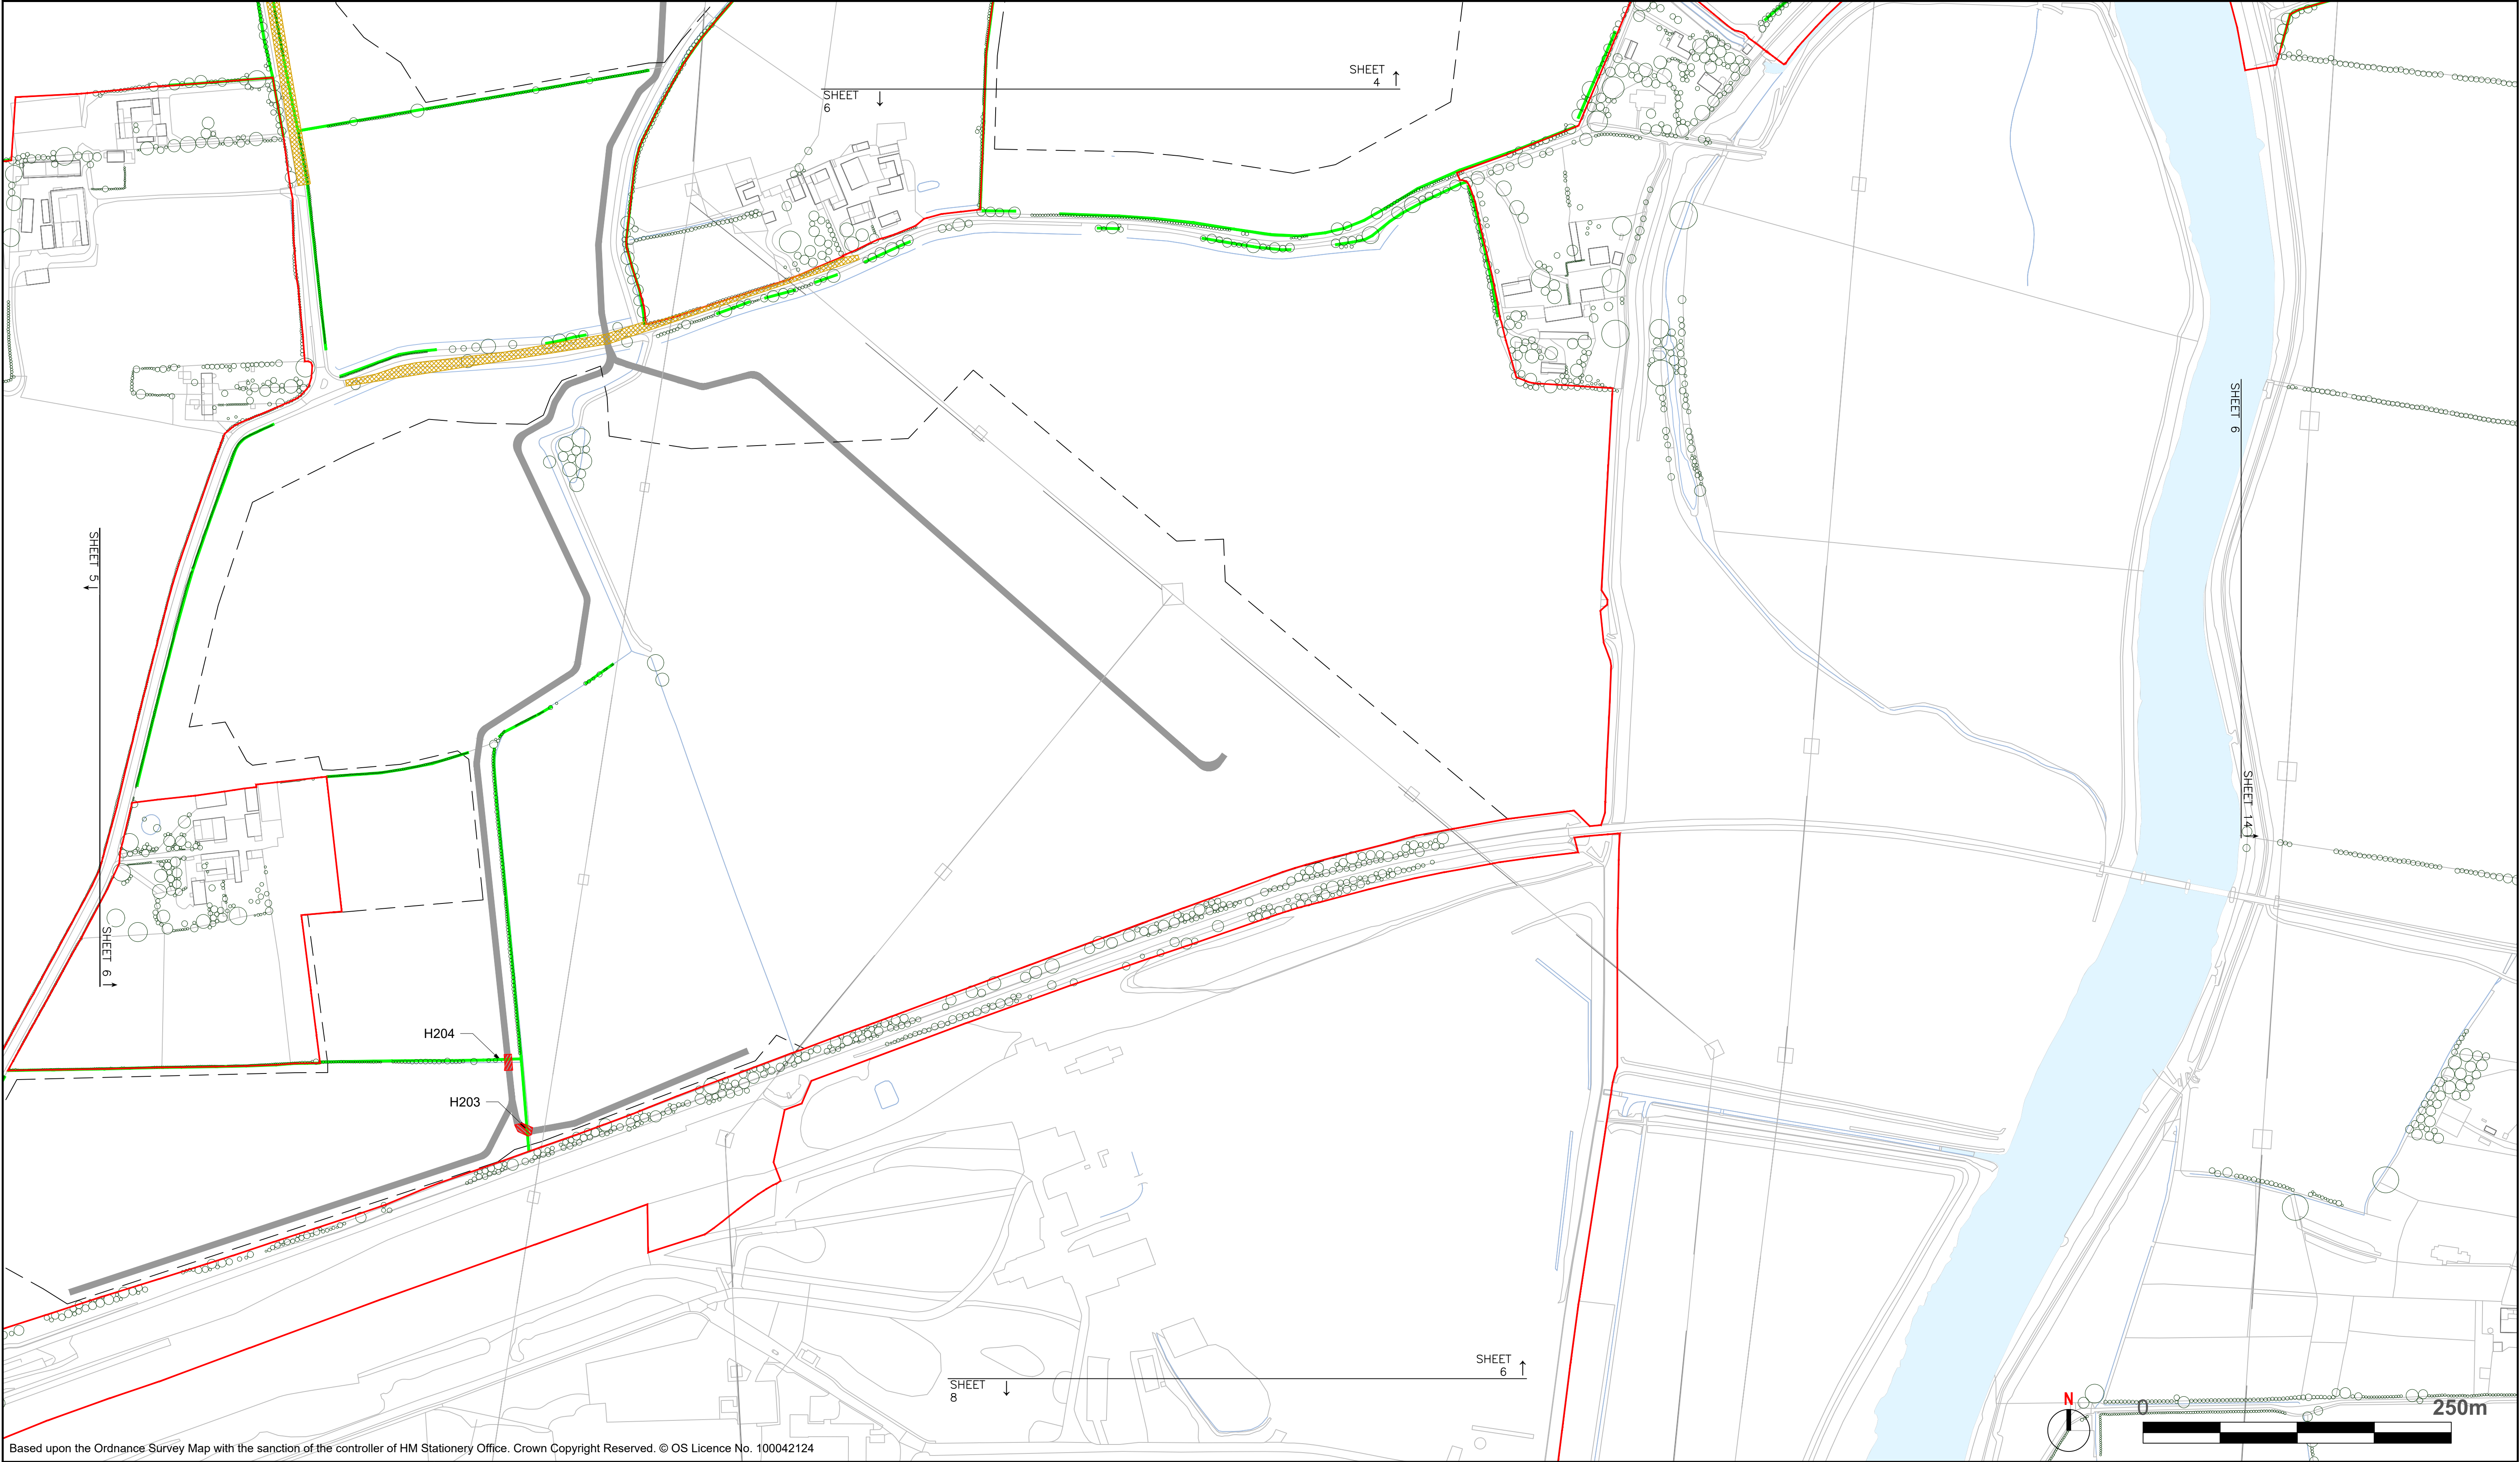 SHEET
4
SHEET
6
SHEET 6
SHEET 5
SHEET 14
SHEET 6
H204
H203
SHEET
6
SHEET
8
N
0
250m
Based upon the Ordnance Survey Map with the sanction of the controller of HM Stationery Office. Crown Copyright Reserved. © OS Licence No. 100042124